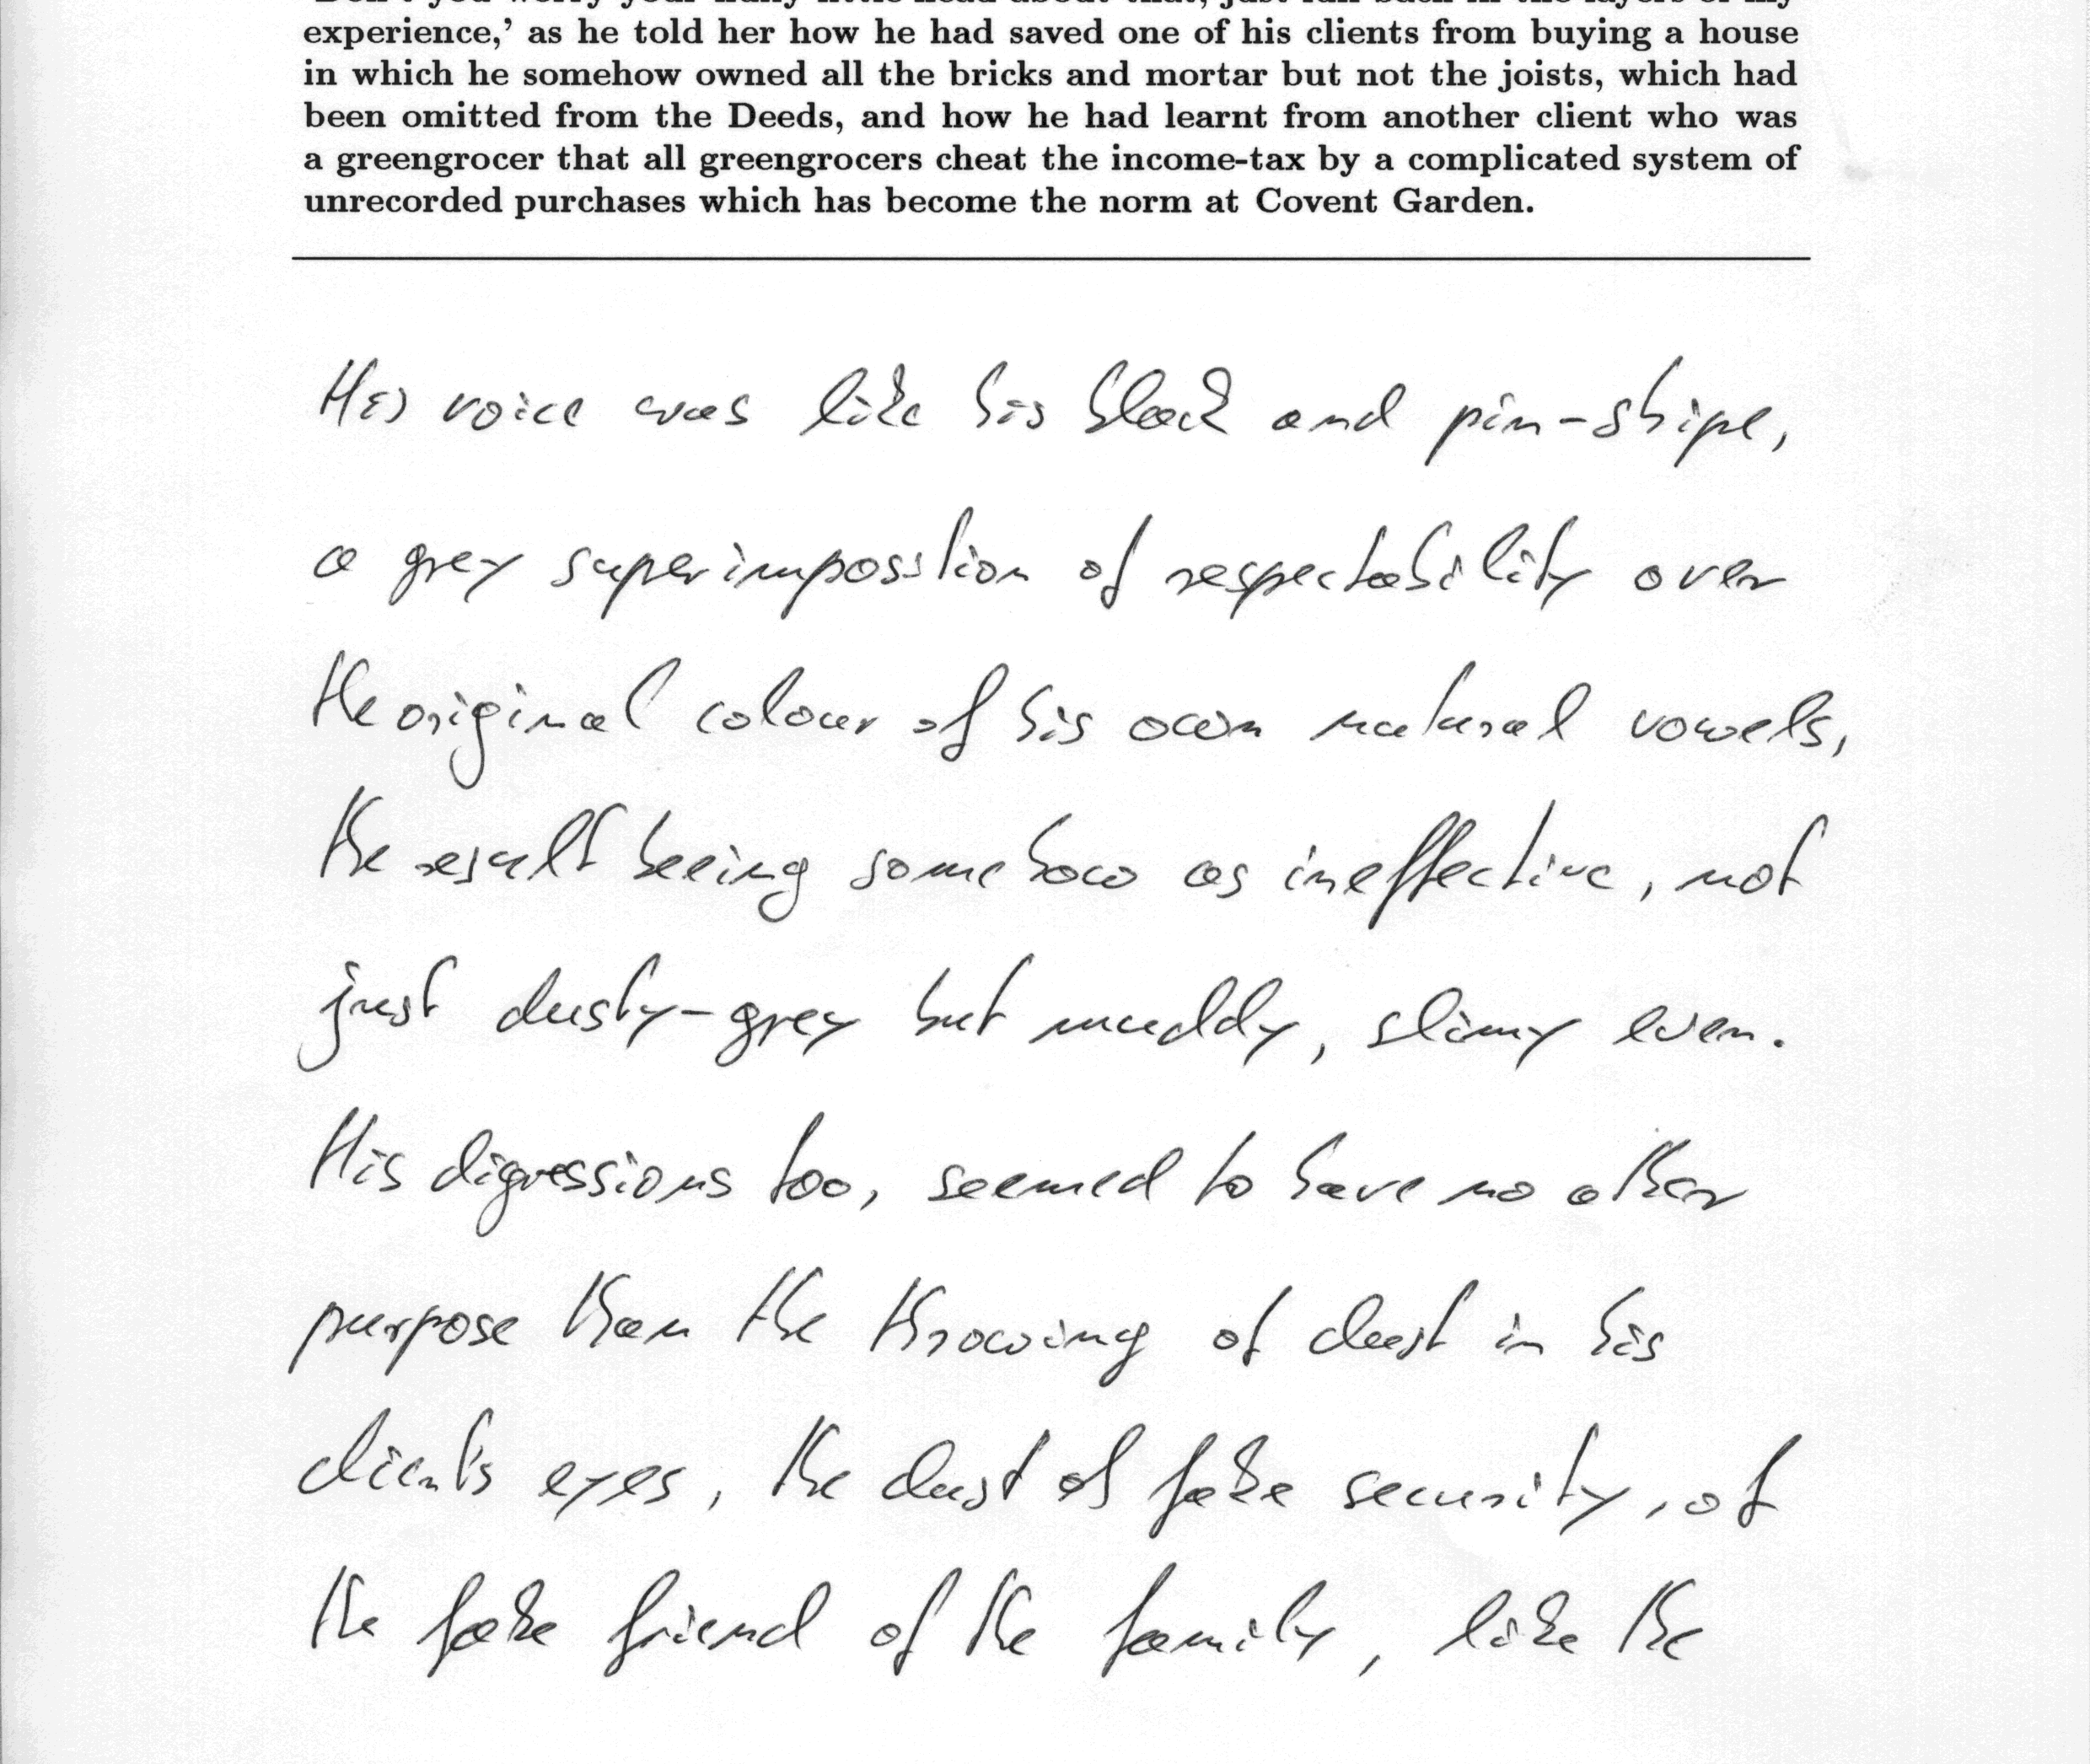 experience,’ as he told her how he had saved one of his clients from buying a house
in which he somehow owned all the bricks and mortar but not the joists, which had
been omitted from the Deeds, and how he had learnt from another client who was
a greengrocer that all greengrocers cheat the income-tax by a complicated system of
unrecorded purchases which has become the norm at Covent Garden.
His voice was like his black and pin-stripe,
a grey superimposition of respectability over
the original colour of his own natural vowels,
the result beeing somehow as ineffective, not
just dusty-grey but muddy, slimy even.
His digressions too, seemed to have no other
purpose than the throwing of dust in his
client's eyes, the dust of fake security, of
the fake friend of the family, like the